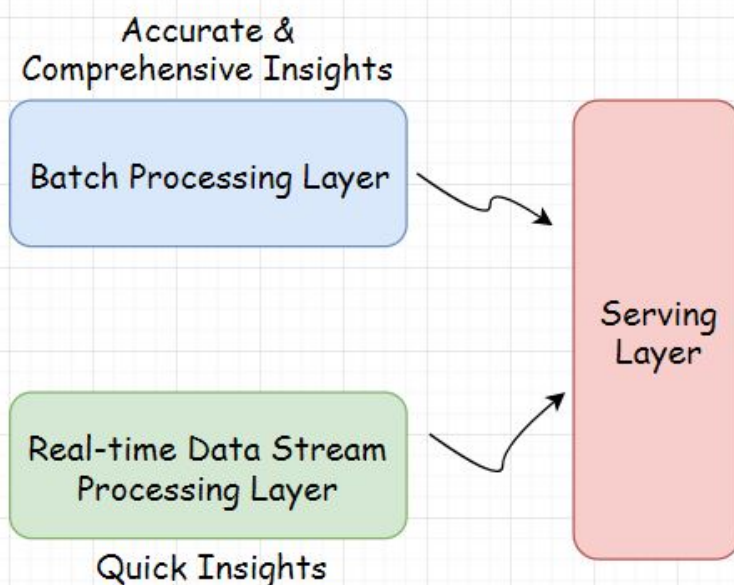 Accurate &
Comprehensive Insights
Batch Processing Layer
Serving
Layer
Real-time Data Stream
Processing Layer
Quick Insights